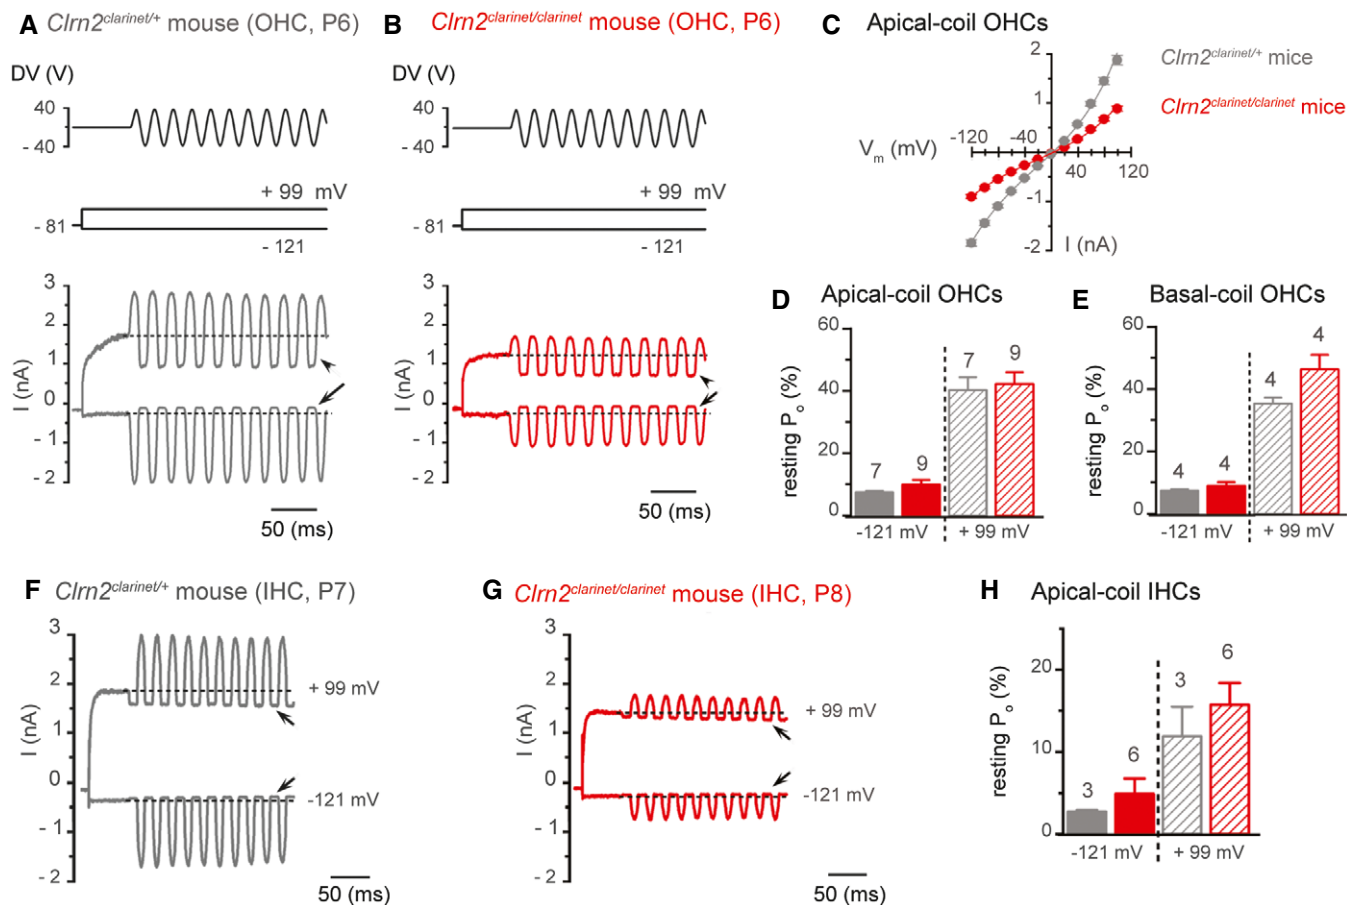 A Clrn2clarinet/+ mouse (OHC, P6)
DV (V)
40
- 40
+ 99 mV
- 81
- 121
3
2
1
0
- 1
- 2
I (nA)
50 (ms)
B Clrn2clarinet/clarinet mouse (OHC, P6)
DV (V)
40
- 40
+ 99 mV
- 81
- 121
3
2
1
0
- 1
- 2
I (nA)
50 (ms)
C Apical-coil OHCs
2
1
-1
-2
-120
-40
40
120
Vm (mV)
I (nA)
Clrn2clarinet/+ mice
Clrn2clarinet/clarinet mice
D Apical-coil OHCs
60
40
20
0
resting Po (%)
7
9
7
9
-121 mV
+ 99 mV
E Basal-coil OHCs
60
40
20
0
resting Po (%)
4
4
4
4
-121 mV
+ 99 mV
F Clrn2clarinet/+ mouse (IHC, P7)
3
2
1
0
- 1
- 2
I (nA)
+ 99 mV
-121 mV
50 (ms)
G Clrn2clarinet/clarinet mouse (IHC, P8)
3
2
1
0
- 1
- 2
I (nA)
+ 99 mV
-121 mV
50 (ms)
H Apical-coil IHCs
20
10
0
resting Po (%)
3
6
3
6
-121 mV
+ 99 mV